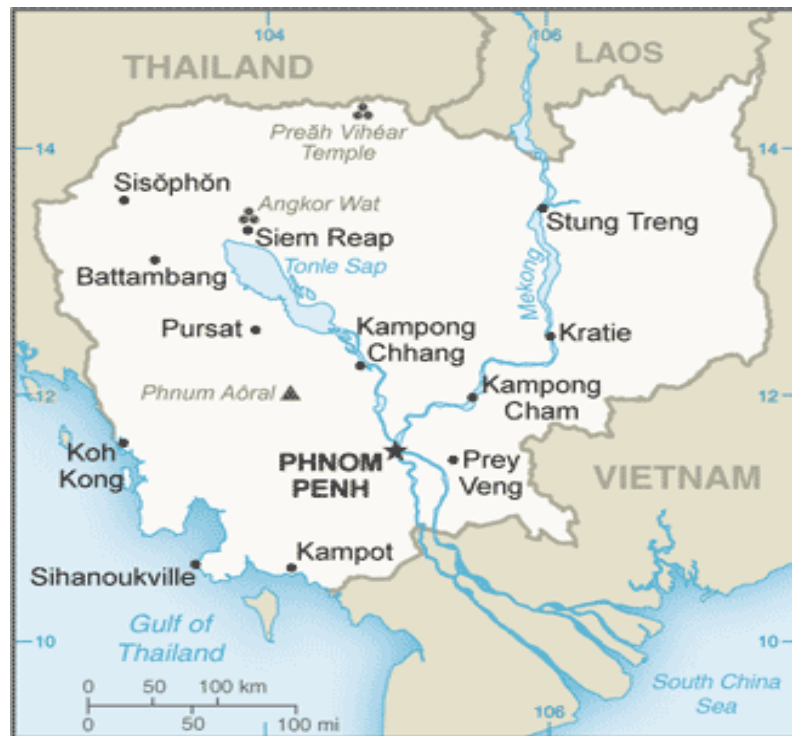 104
106
THAILAND
LAOS
Preăh Vihéar
Temple
14
14
Sisŏphŏn
Angkor Wat
Siem Reap
Stung Treng
Battambang
Tonle Sap
Mekong
Pursat
Kampong
Chhang
Kratie
Phnum Aôral
12
12
Kampong
Cham
Koh
Kong
PHNOM
PENH
Prey
Veng
VIETNAM
Sihanoukville
Kampot
Gulf of
Thailand
10
10
0 50 100 km
0 50 100 mi
South China
Sea
106